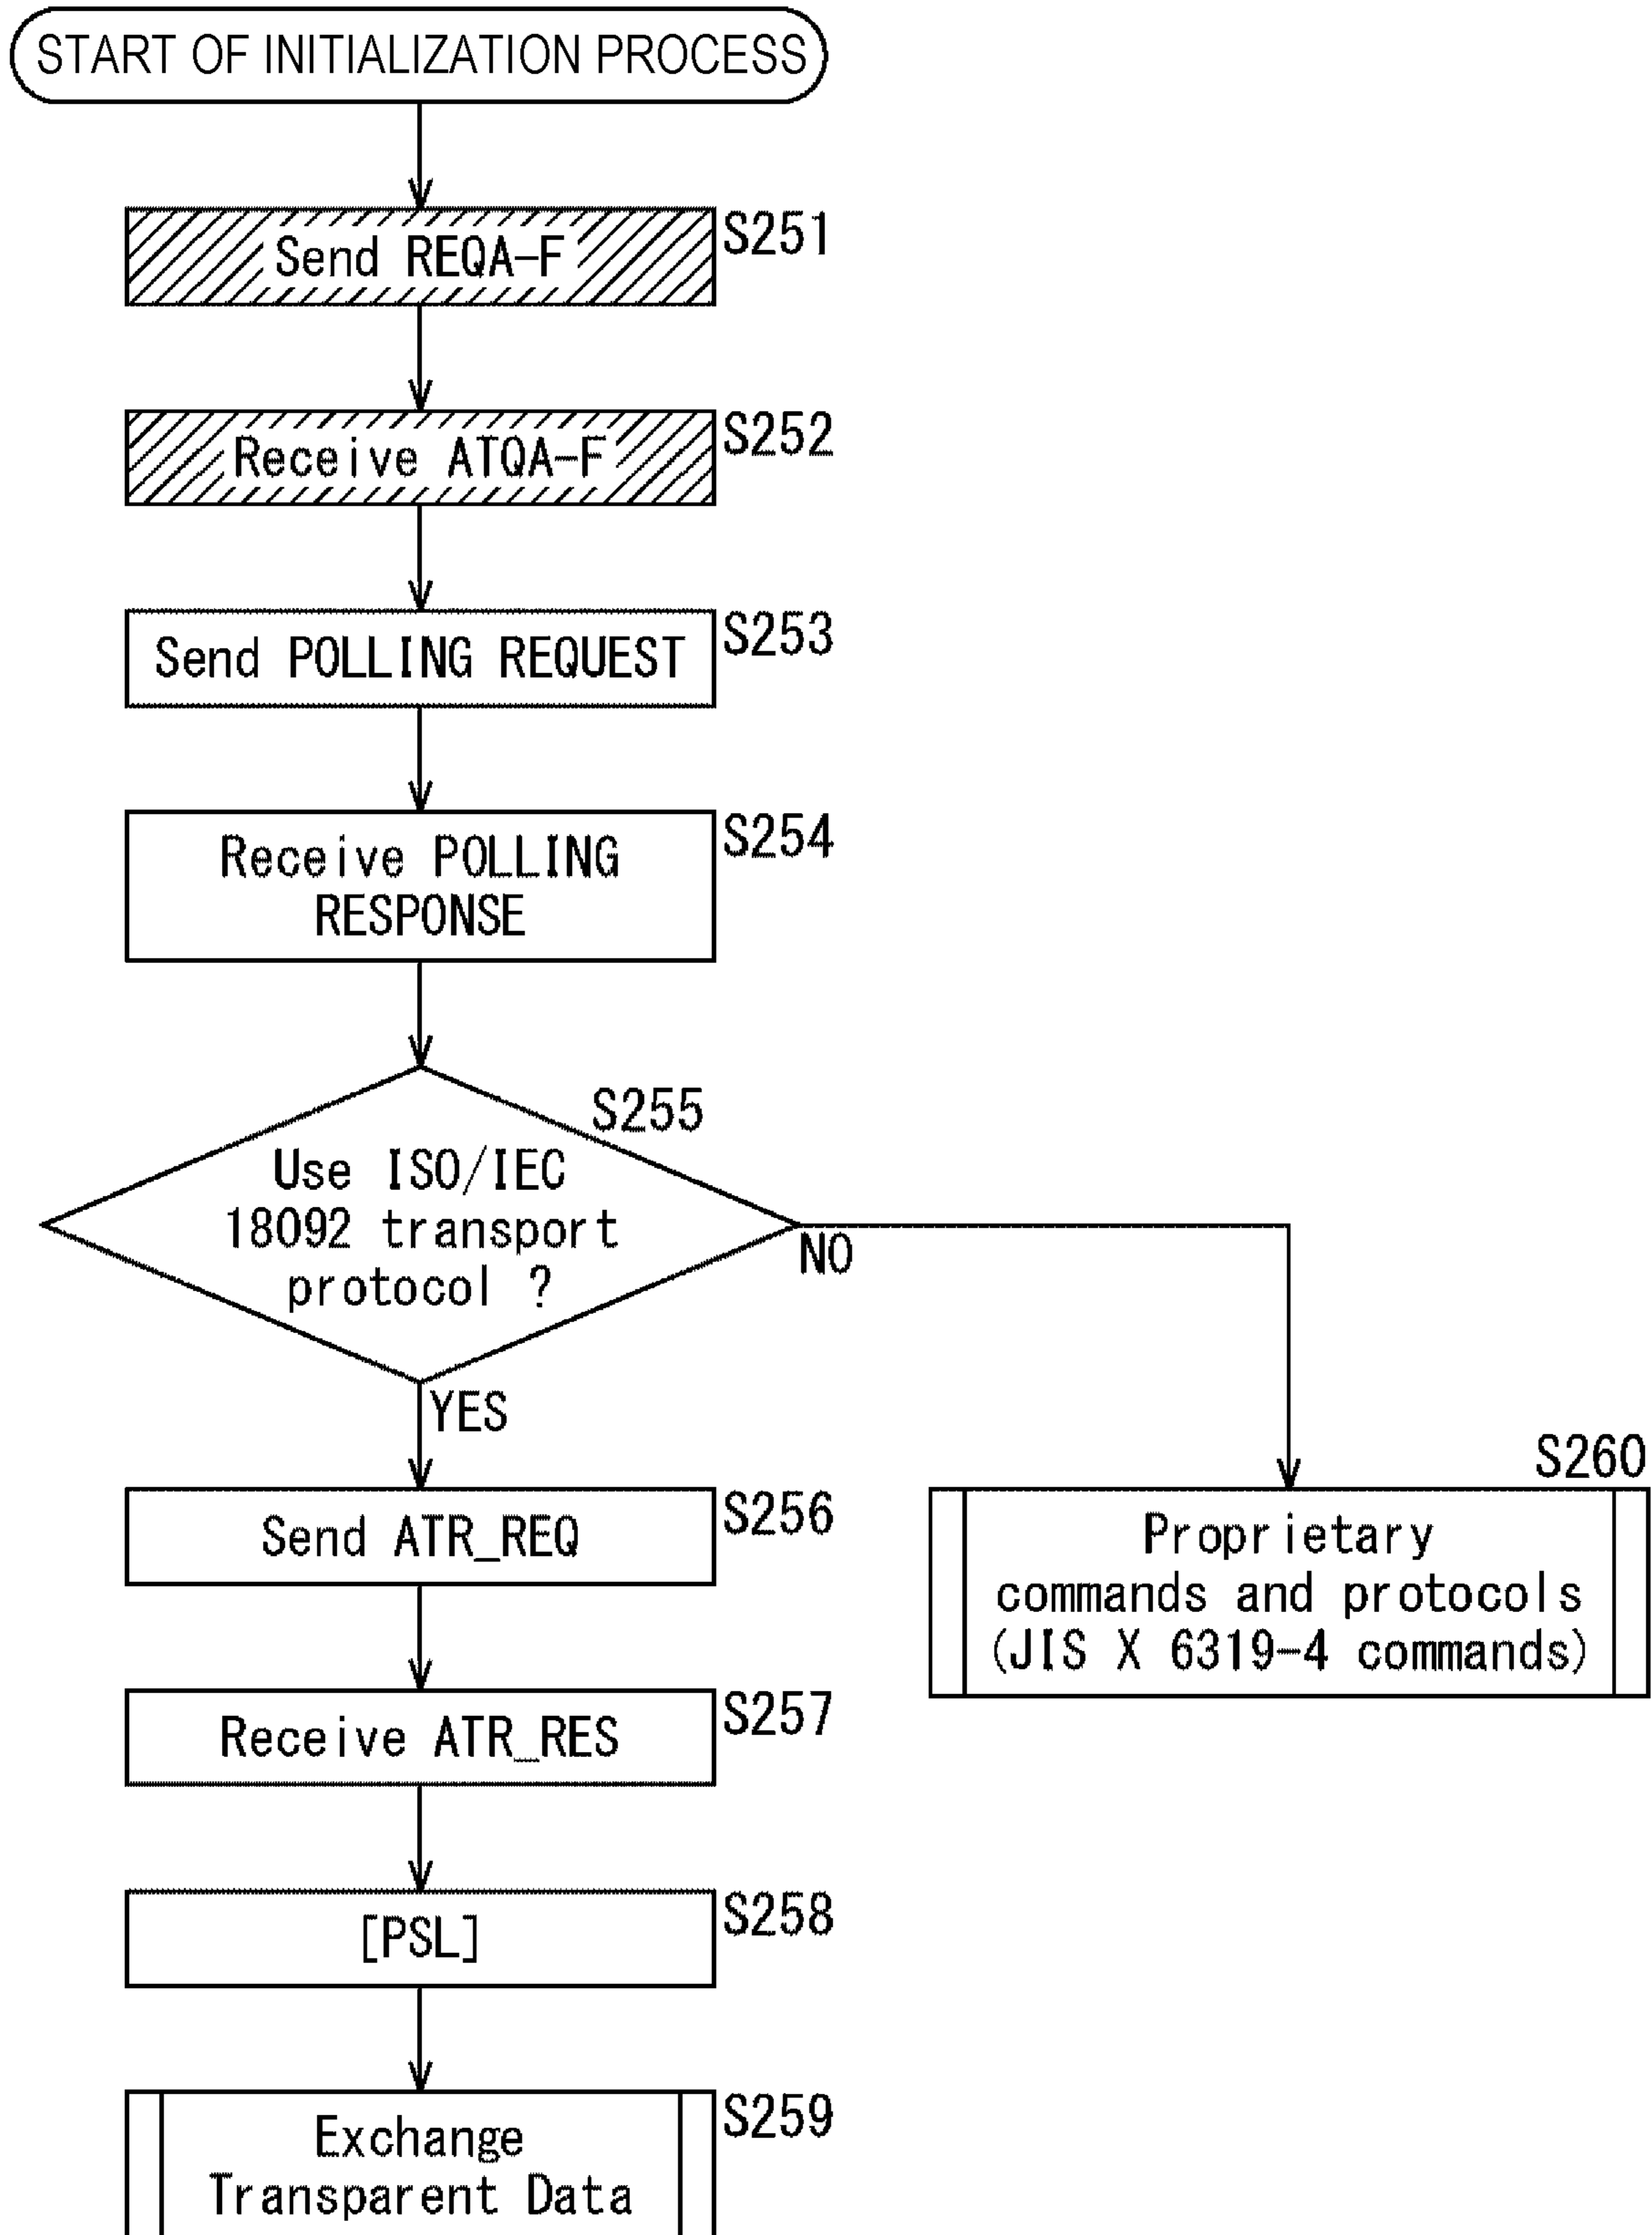 START OF INITIALIZATION PROCESS
Send REQA-F
S251
Receive ATQA-F
S252
Send POLLING REQUEST
S253
Receive POLLING
RESPONSE
S254
S255
Use ISO/IEC
18092 transport
protocol ?
NO
YES
Send ATR_REQ
S256
S260
Proprietary
commands and protocols
(JIS X 6319-4 commands)
Receive ATR_RES
S257
[PSL]
S258
Exchange
Transparent Data
S259